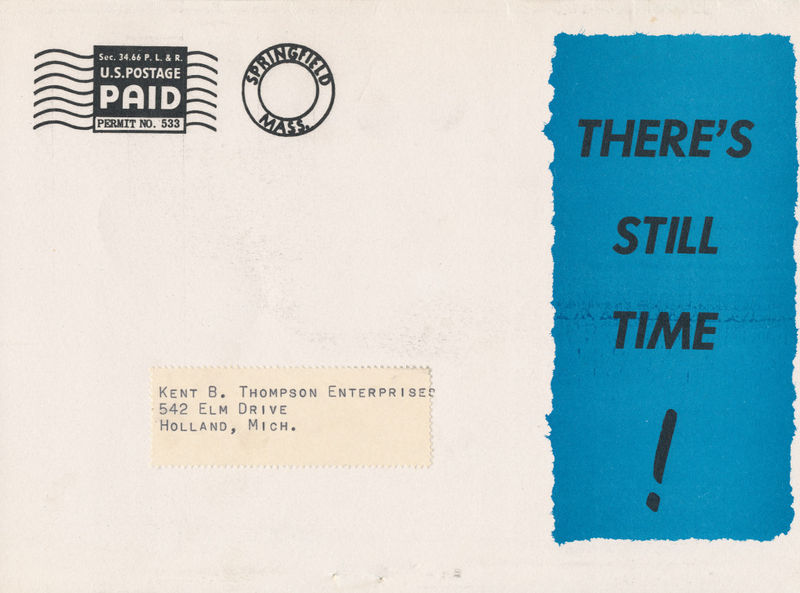 Sec. 34.66 P. L. & R.
U.S. POSTAGE
PAID
PERMIT NO. 533
SPRINGFIELD
MASS.
THERE'S
STILL
TIME
!
KENT B. THOMPSON ENTERPRISES
542 ELM DRIVE
HOLLAND, MICH.